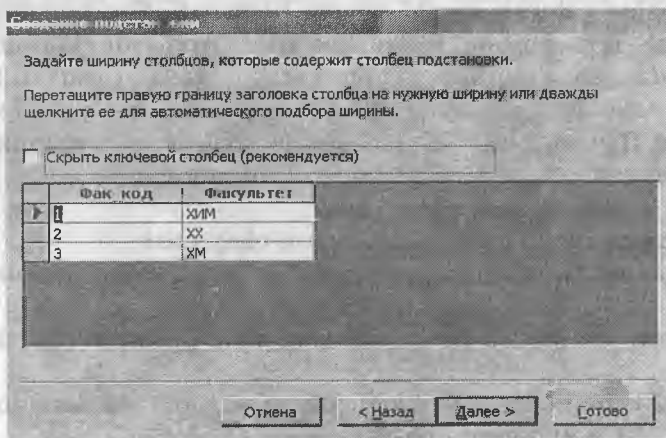 Создание подстановки
Задайте ширину столбцов, которые содержит столбец подстановки.
Перетащите правую границу заголовка столбца на нужную ширину или дважды
щелкните ее для автоматического подбора ширины.
Скрыть ключевой столбец (рекомендуется)
Фак код Факультет
1 ХИМ
2 ХХ
3 ХМ
Отмена < Назад Далее > Готово